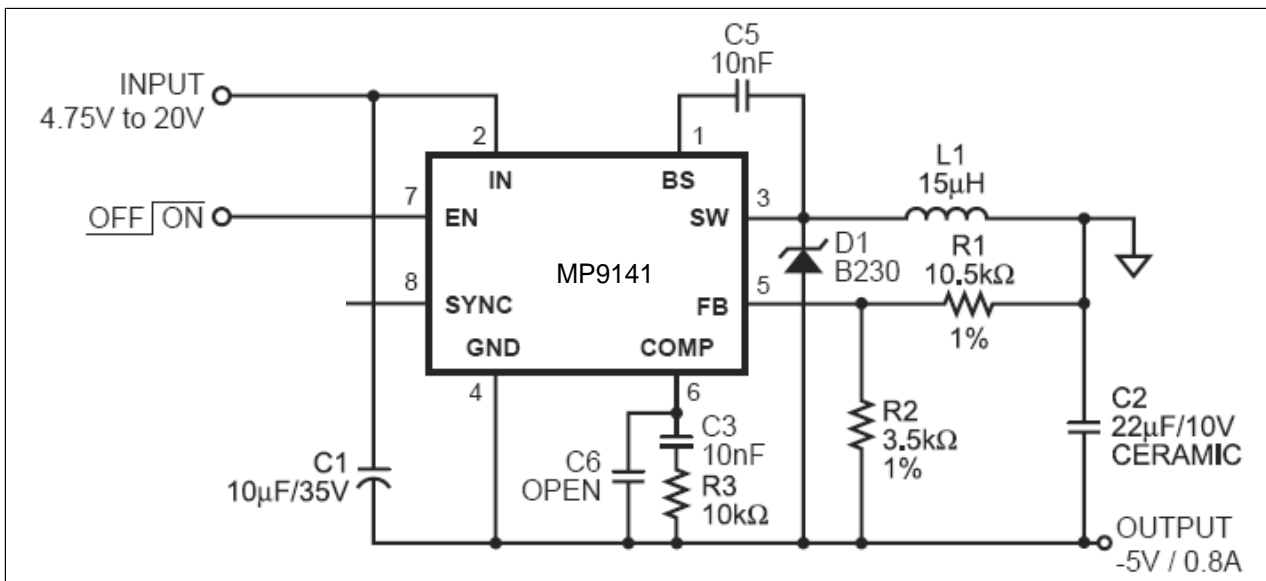 C5
10nF
INPUT
4.75V to 20V
2
1
IN
BS
L1
15µH
OFF ON
7
EN
3
SW
D1
B230
R1
10.5kΩ
1%
MP9141
8
SYNC
5
FB
GND
COMP
4
6
C3
10nF
R2
3.5kΩ
1%
C2
22µF/10V
CERAMIC
C1
10µF/35V
C6
OPEN
R3
10kΩ
OUTPUT
-5V / 0.8A